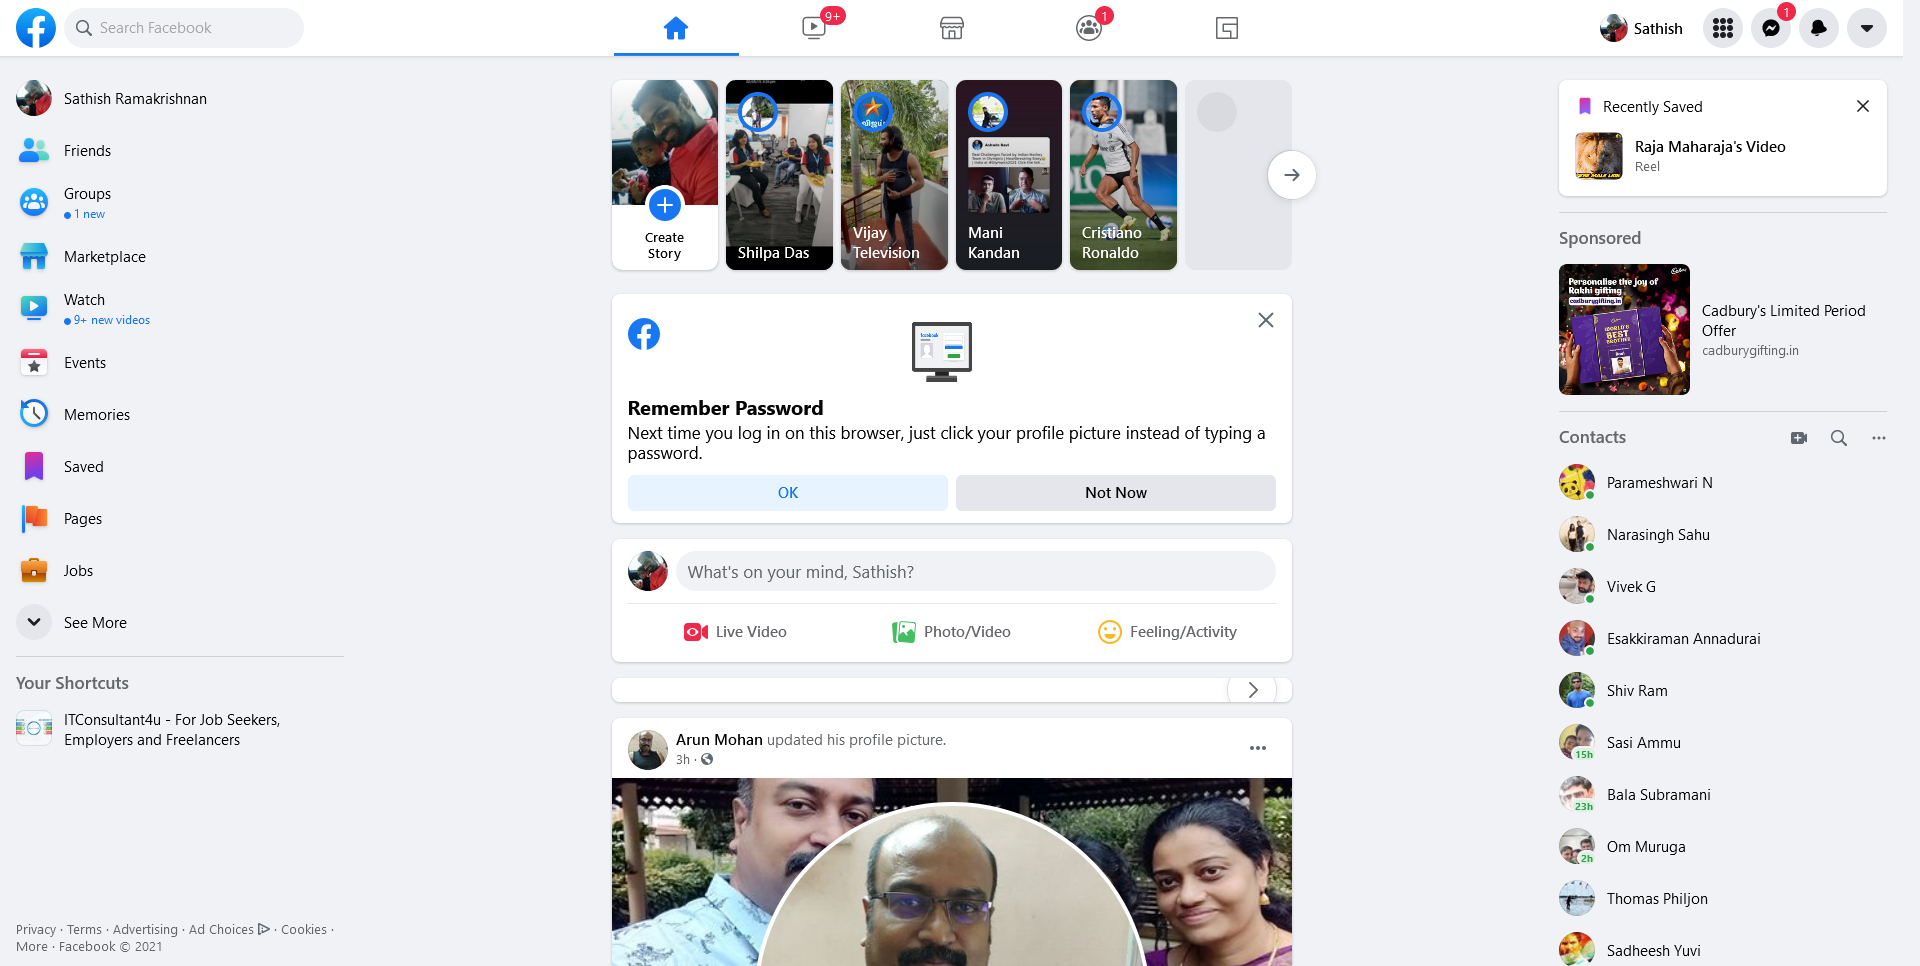 Search Facebook
9+
1
Sathish
1
Sathish Ramakrishnan
Friends
Groups
1 new
Marketplace
Watch
9+ new videos
Events
Memories
Saved
Pages
Jobs
See More
Your Shortcuts
ITConsultant4u - For Job Seekers,
Employers and Freelancers
Privacy · Terms · Advertising · Ad Choices · Cookies ·
More · Facebook © 2021
Create
Story
Shilpa Das
விஜய்
Vijay
Television
Mani
Kandan
Cristiano
Ronaldo
facebook
Remember Password
Next time you log in on this browser, just click your profile picture instead of typing a
password.
OK
Not Now
What's on your mind, Sathish?
Live Video
Photo/Video
Feeling/Activity
Arun Mohan updated his profile picture.
3h ·
Recently Saved
Raja Maharaja's Video
Reel
Sponsored
Personalise the joy of
Rakhi gifting
cadburygifting.in
WORLD'S
BEST
BROTHER
Cadbury's Limited Period
Offer
cadburygifting.in
Contacts
Parameshwari N
Narasingh Sahu
Vivek G
Esakkiraman Annadurai
Shiv Ram
Sasi Ammu
15h
Bala Subramani
23h
Om Muruga
2h
Thomas Philjon
Sadheesh Yuvi